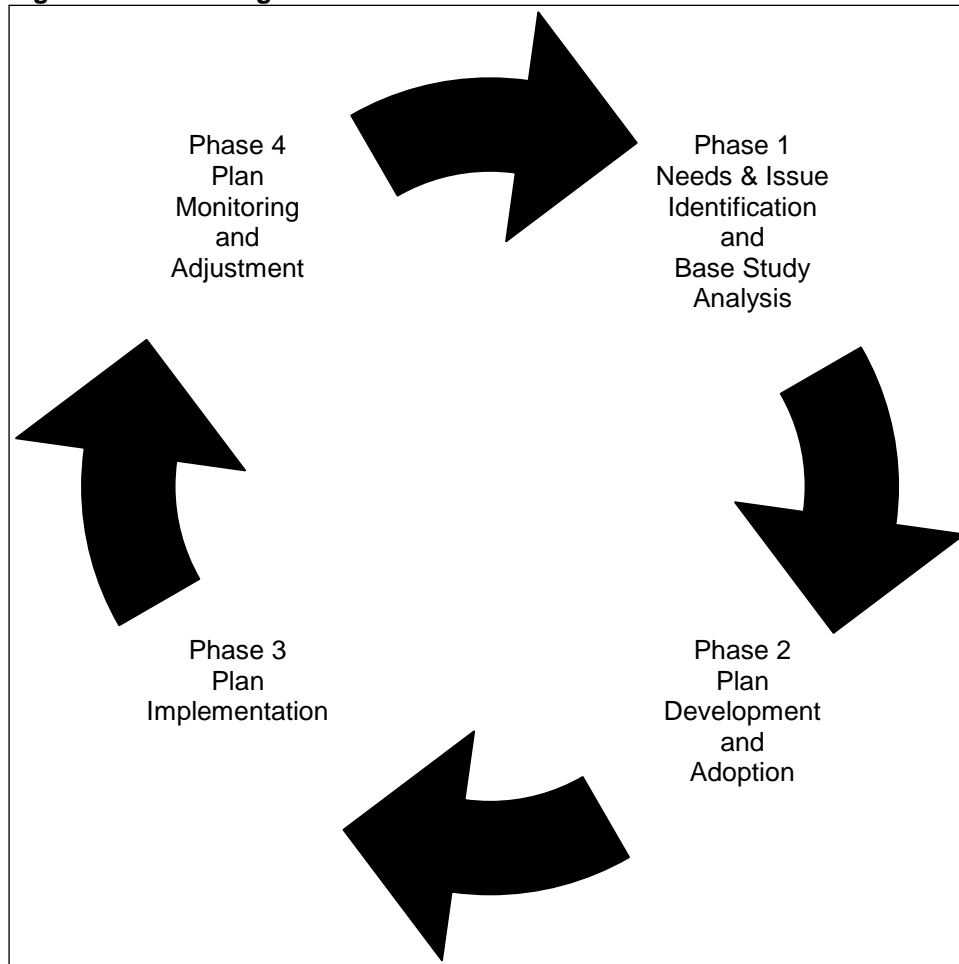 Phase 4
Plan
Monitoring
and
Adjustment
Phase 1
Needs & Issue
Identification
and
Base Study
Analysis
Phase 3
Plan
Implementation
Phase 2
Plan
Development
and
Adoption